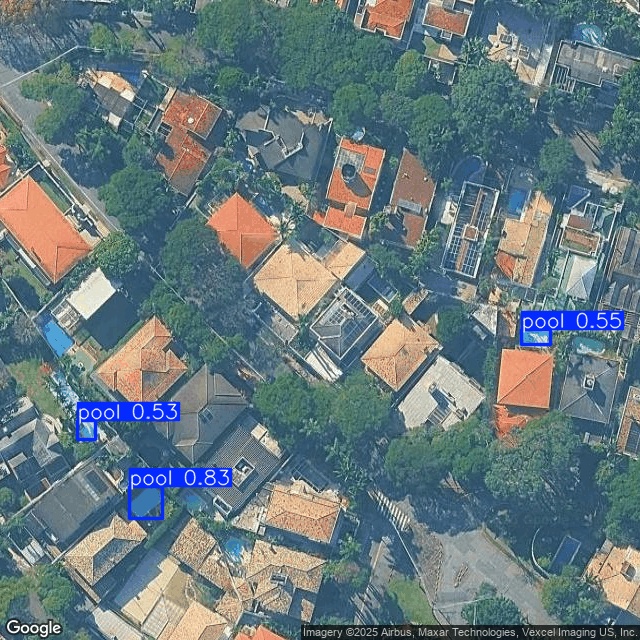 pool 0.55
pool 0.53
pool 0.83
Google
Imagery ©2025 Airbus, Maxar Technologies, Vexcel Imaging US, Inc.